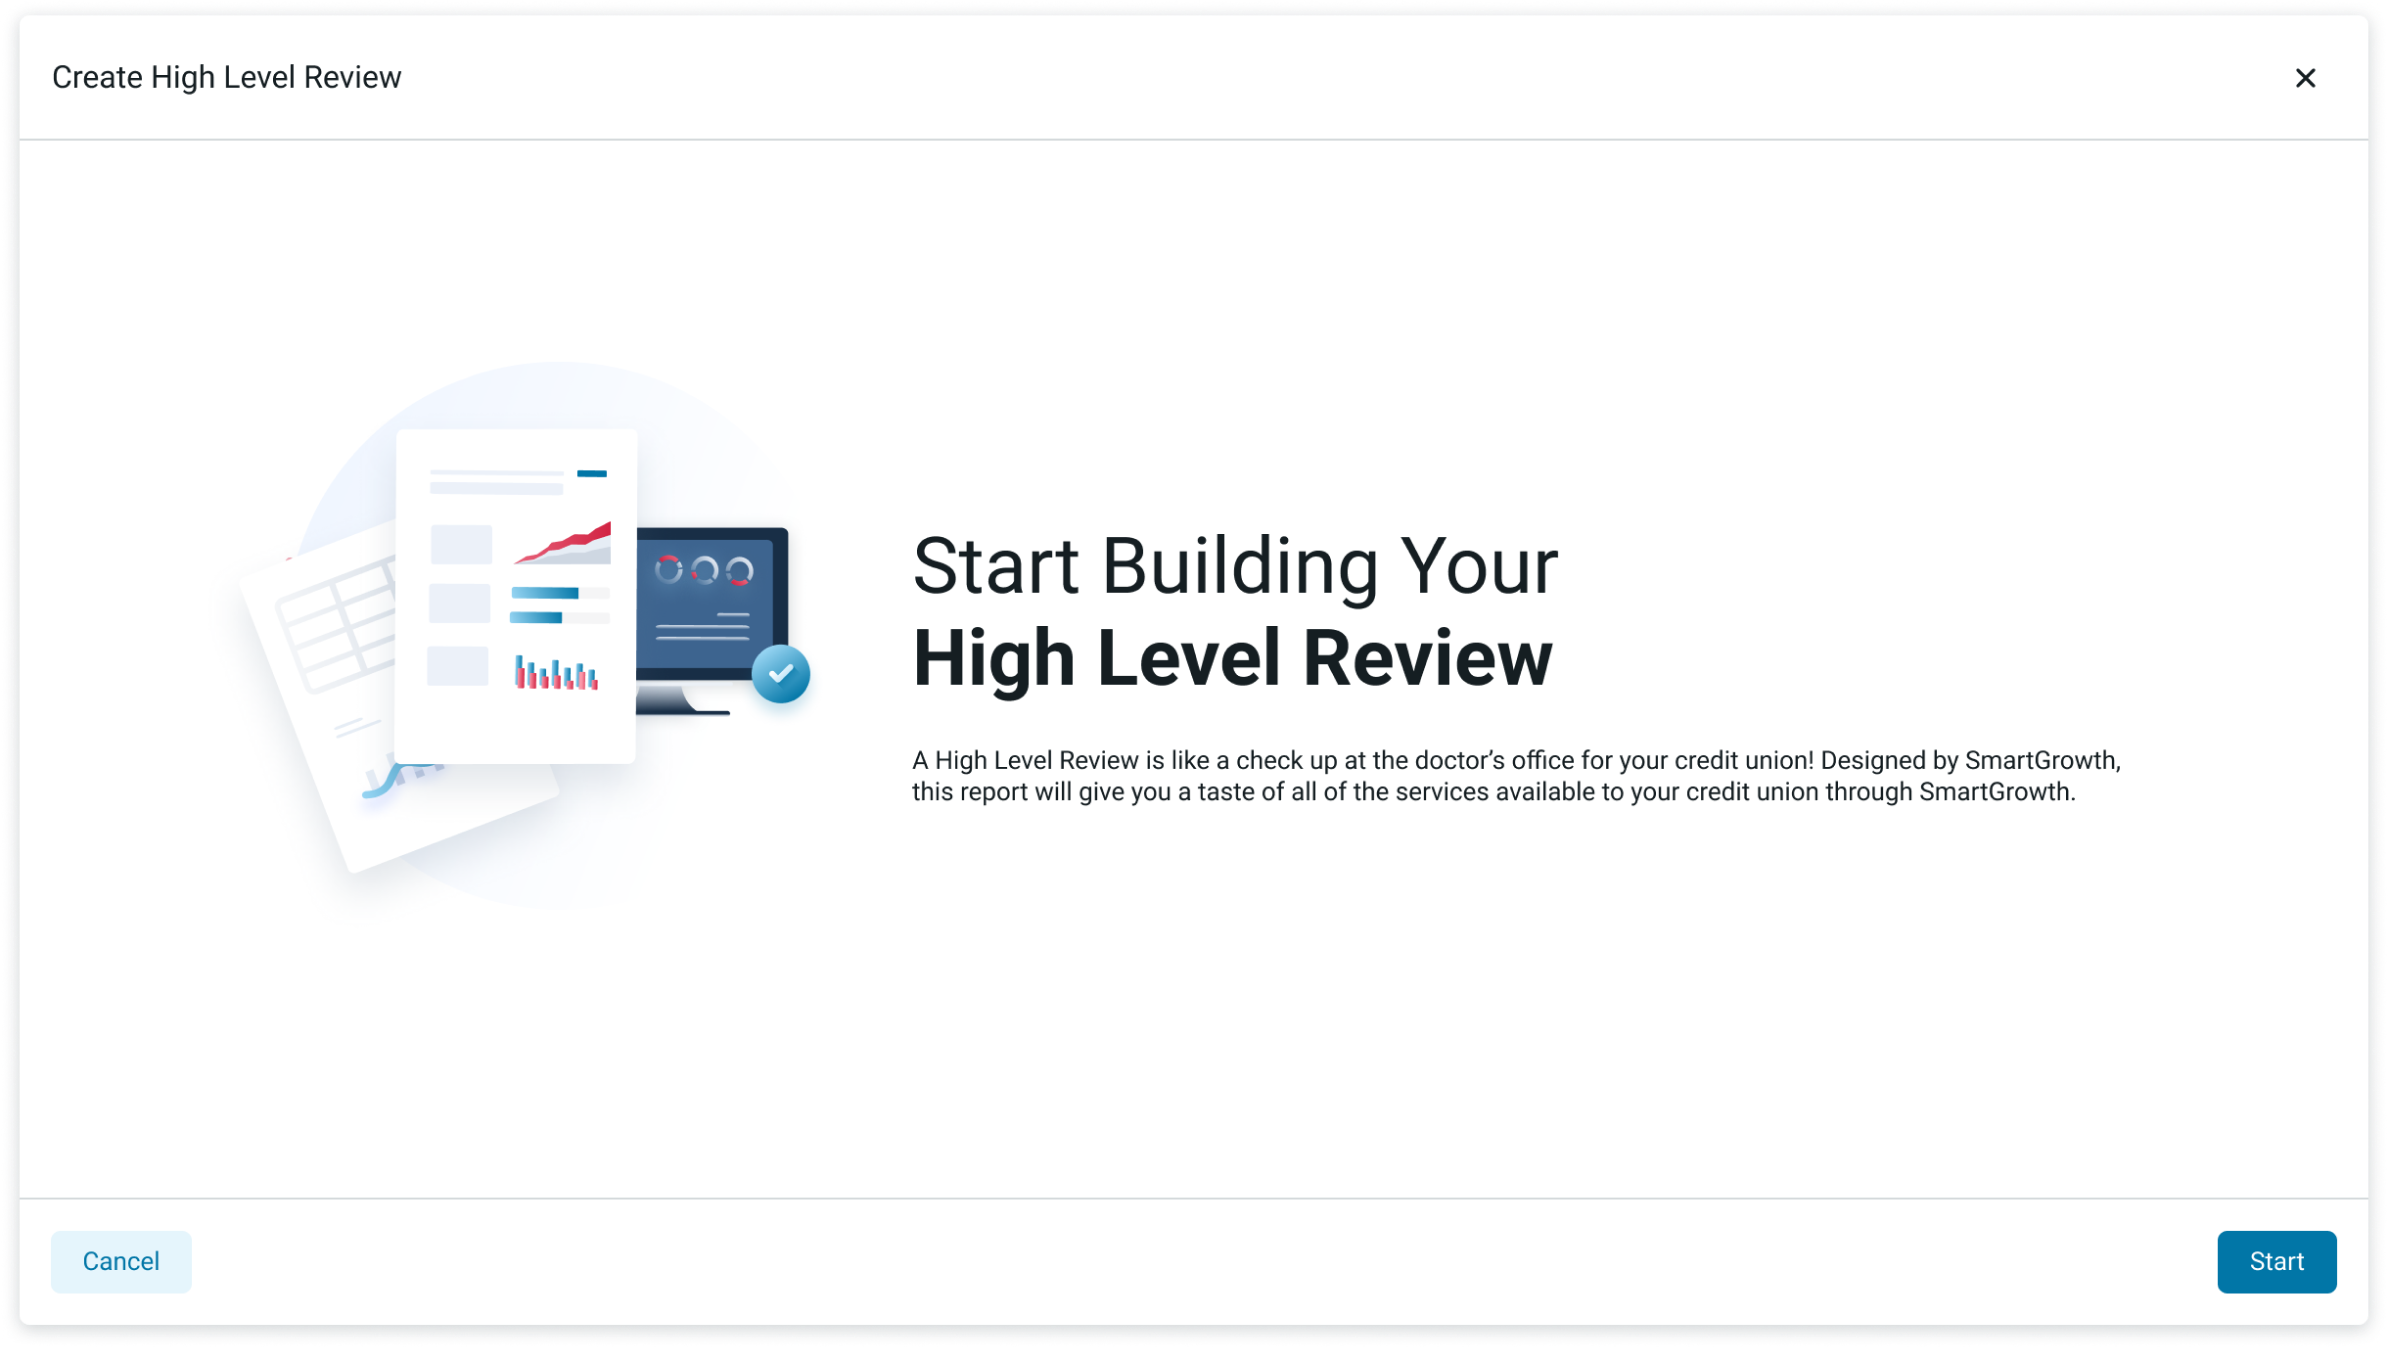 Create High Level Review
Start Building Your
High Level Review
A High Level Review is like a check up at the doctor’s office for your credit union! Designed by SmartGrowth,
this report will give you a taste of all of the services available to your credit union through SmartGrowth.
Cancel
Start